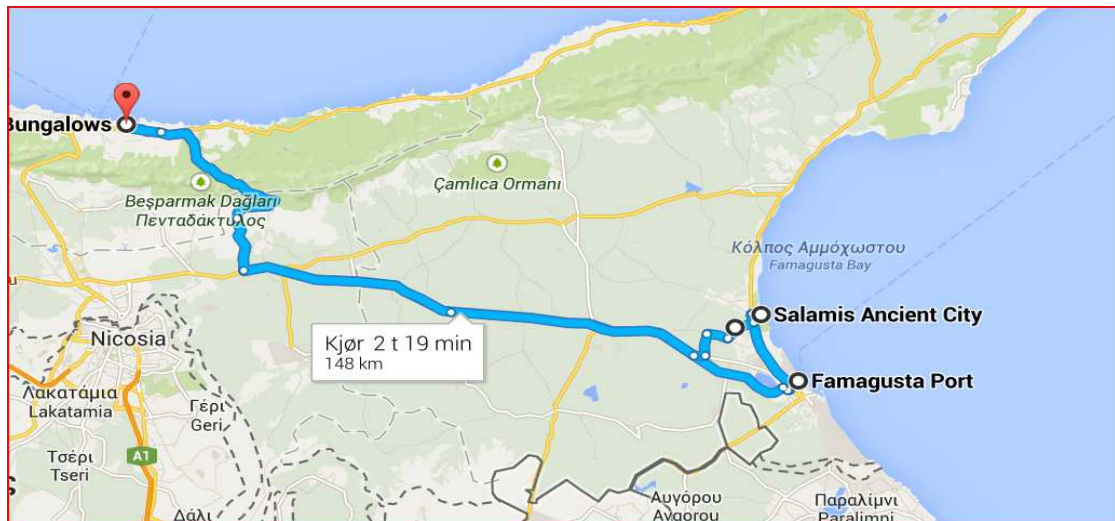 Bungalows
Çamlıca Ormanı
Beşparmak Dağları
Πενταδάκτυλος
Κόλπος Αμμόχωστου
Famagusta Bay
Salamis Ancient City
Kjør 2 t 19 min
148 km
Nicosia
Famagusta Port
Λακατάμια
Lakatamia
Γέρι
Geri
A1
Τσέρι
Tseri
Δάλι
Αυγόρου
Avgorou
Παραλίμνι
Paralimni